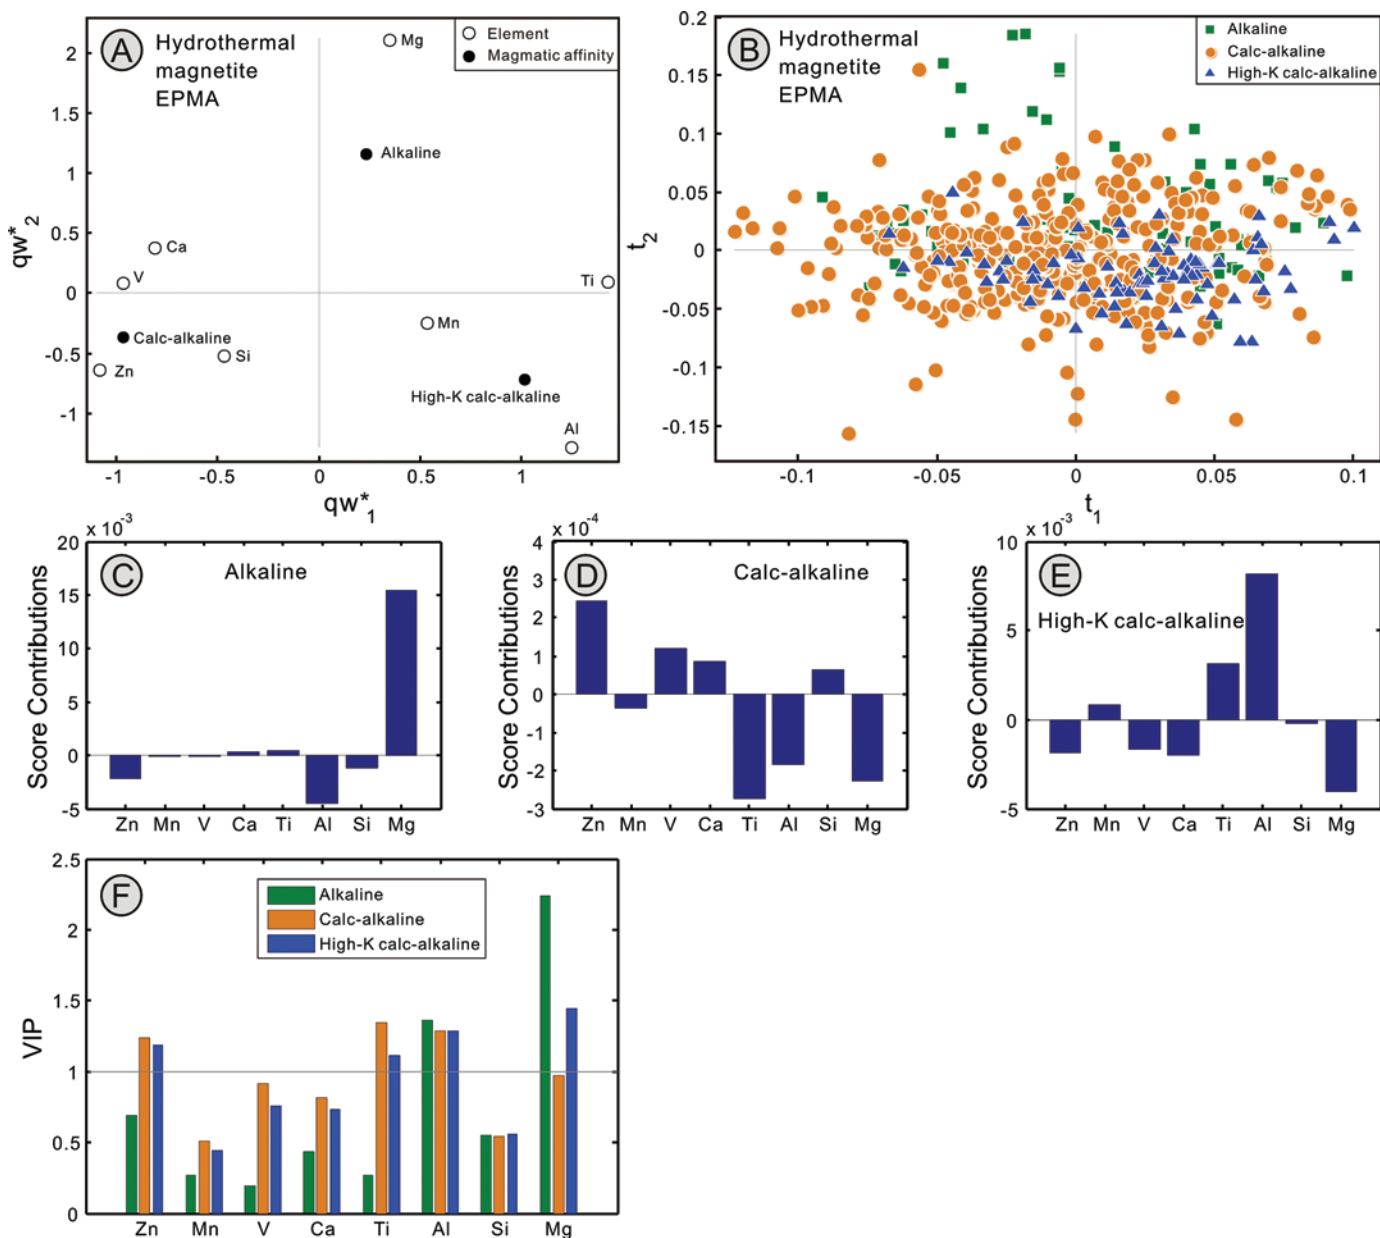 A
Hydrothermal
magnetite
EPMA
Element
Magmatic affinity
Mg
Alkaline
Ca
V
Ti
Mn
Calc-alkaline
Si
Zn
High-K calc-alkaline
Al
2
1.5
1
0.5
0
-0.5
-1
qw*2
-1
-0.5
0
0.5
1
qw*1
B
Hydrothermal
magnetite
EPMA
Alkaline
Calc-alkaline
High-K calc-alkaline
0.2
0.15
0.1
0.05
0
-0.05
-0.1
-0.15
t2
-0.1
-0.05
0
0.05
0.1
t1
x 10-3
C
Alkaline
20
15
10
5
0
-5
Score Contributions
Zn Mn V Ca Ti Al Si Mg
x 10-4
D
Calc-alkaline
4
3
2
1
0
-1
-2
-3
Score Contributions
Zn Mn V Ca Ti Al Si Mg
x 10-3
E
High-K calc-alkaline
10
5
0
-5
Score Contributions
Zn Mn V Ca Ti Al Si Mg
F
Alkaline
Calc-alkaline
High-K calc-alkaline
2.5
2
1.5
1
0.5
0
VIP
Zn Mn V Ca Ti Al Si Mg